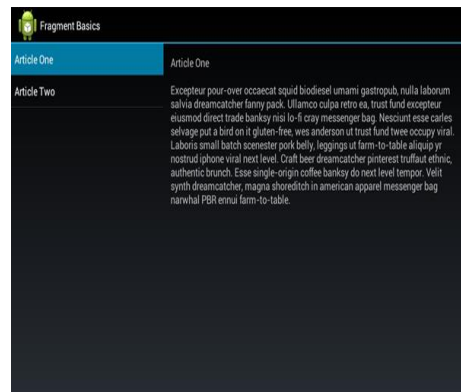 Fragment Basics
Article One
Article Two
Article One
Excepteur pour-over occaecat squid biodiesel umami gastropub, nulla laborum
salvia dreamcatcher fanny pack. Ullamco culpa retro ea, trust fund excepteur
eiusmod direct trade banksy nisi lo-fi cray messenger bag. Nesciunt esse carles
selvage put a bird on it gluten-free, wes anderson ut trust fund twee occupy viral.
Laboris small batch scenester pork belly, leggings ut farm-to-table aliquip yr
nostrud iphone viral next level. Craft beer dreamcatcher pinterest truffaut ethnic,
authentic brunch. Esse single-origin coffee banksy do next level tempor. Velit
synth dreamcatcher, magna shoreditch in american apparel messenger bag
narwhal PBR ennui farm-to-table.